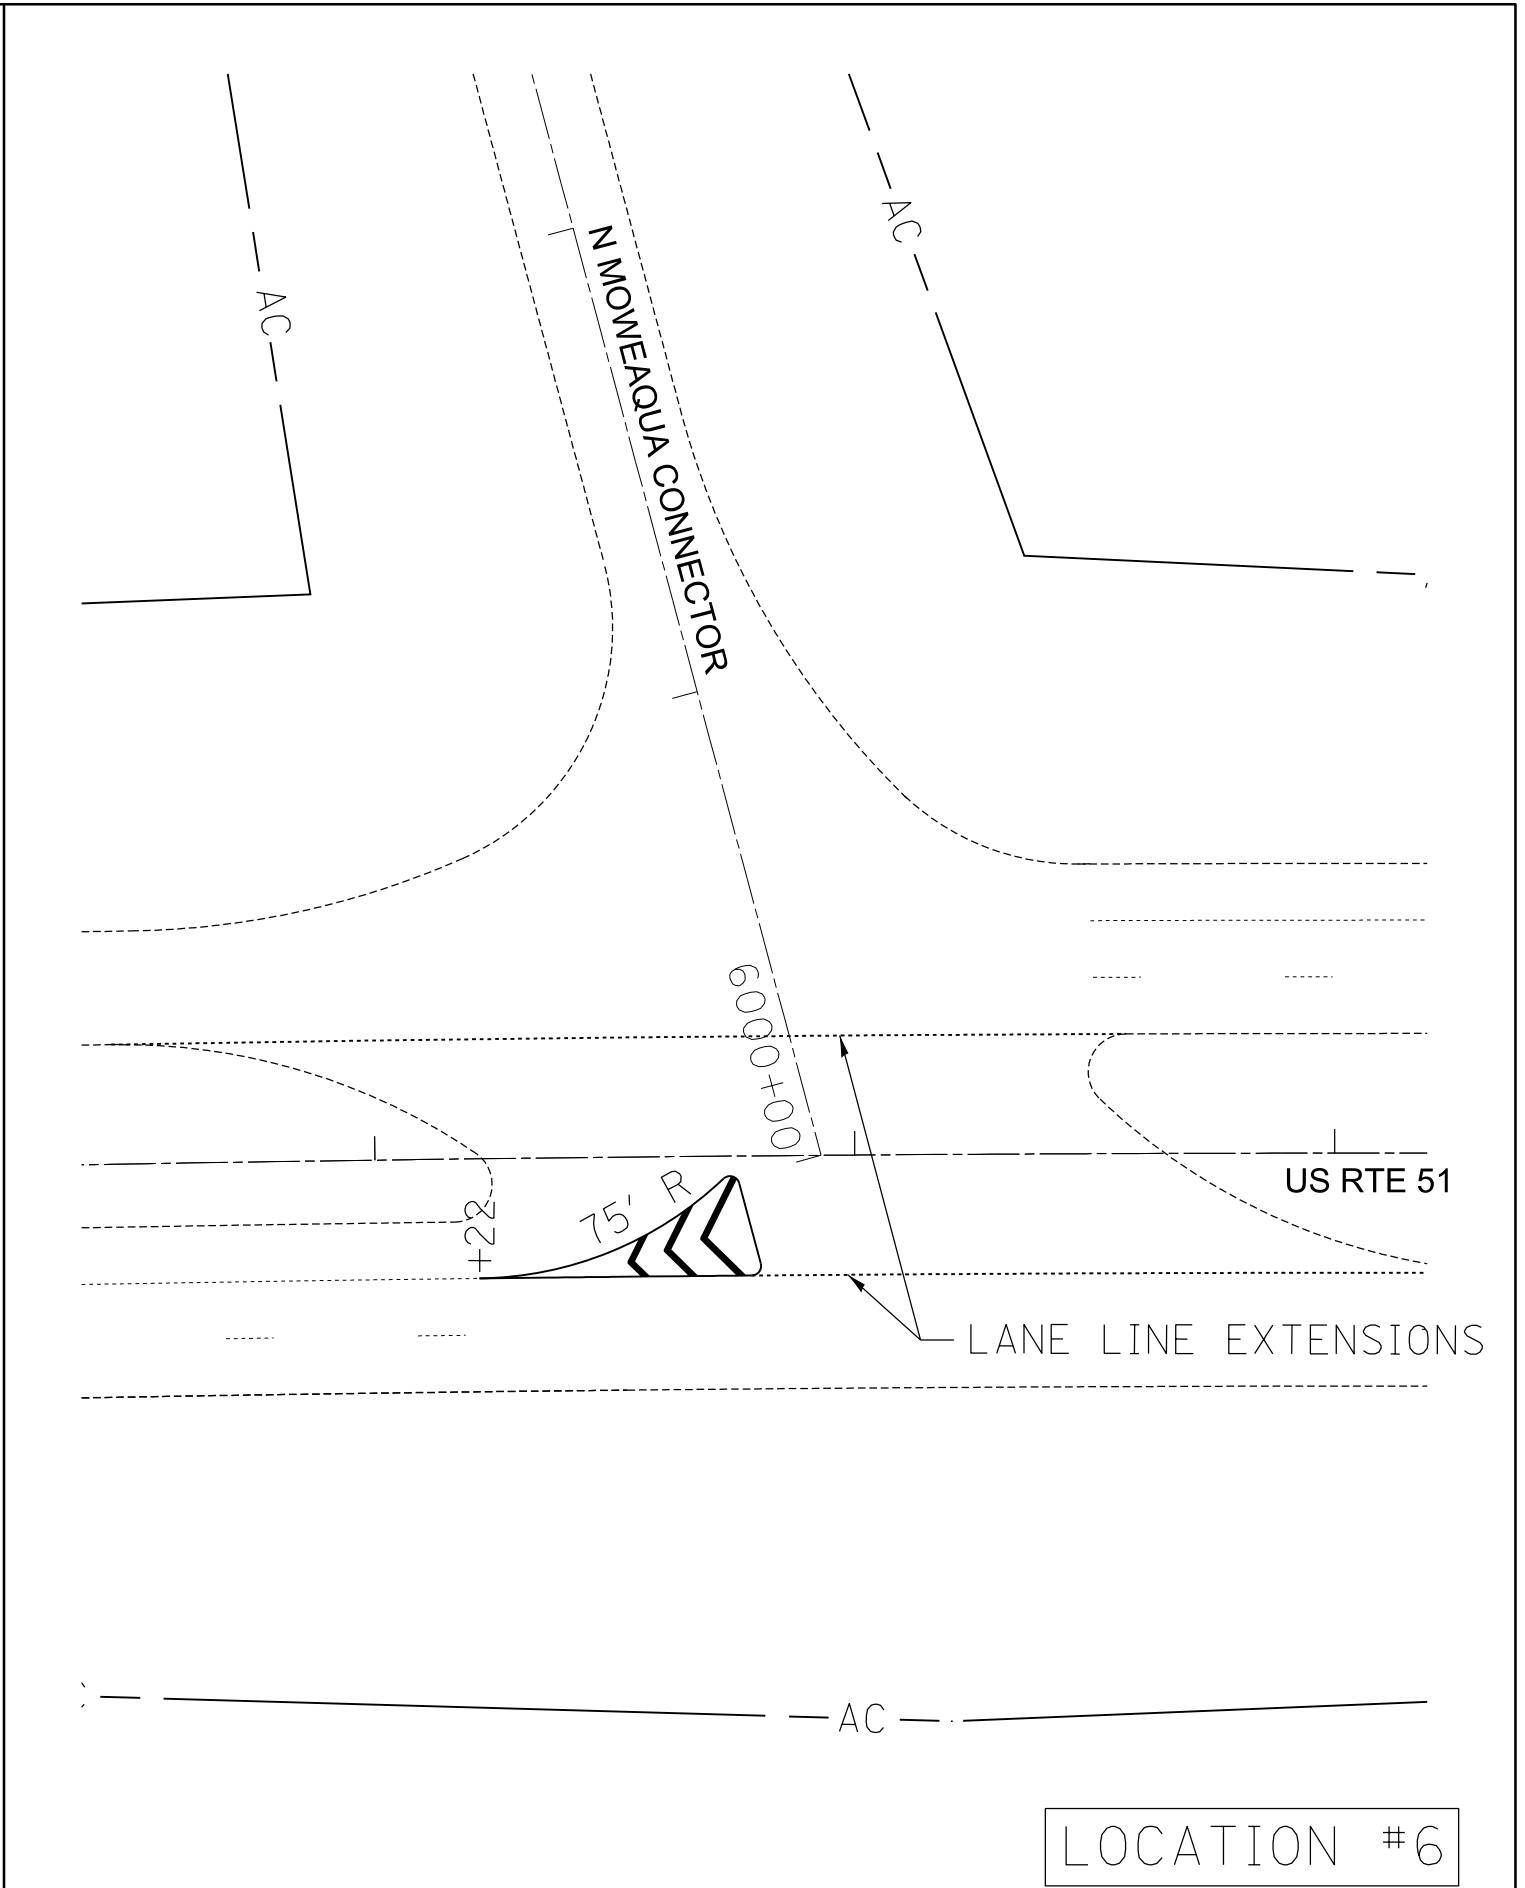 AC
AC
N MOWEAQUA CONNECTOR
6000+00
US RTE 51
75' R
+22
LANE LINE EXTENSIONS
AC
LOCATION #6